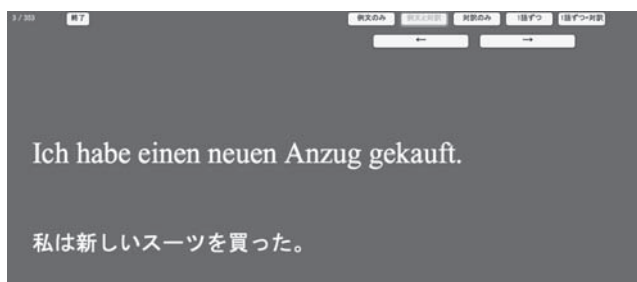 3 / 303 終了 例文のみ 例文と対訳 対訳のみ 1語ずつ 1語ずつ+対訳
← →
Ich habe einen neuen Anzug gekauft.
私は新しいスーツを買った。